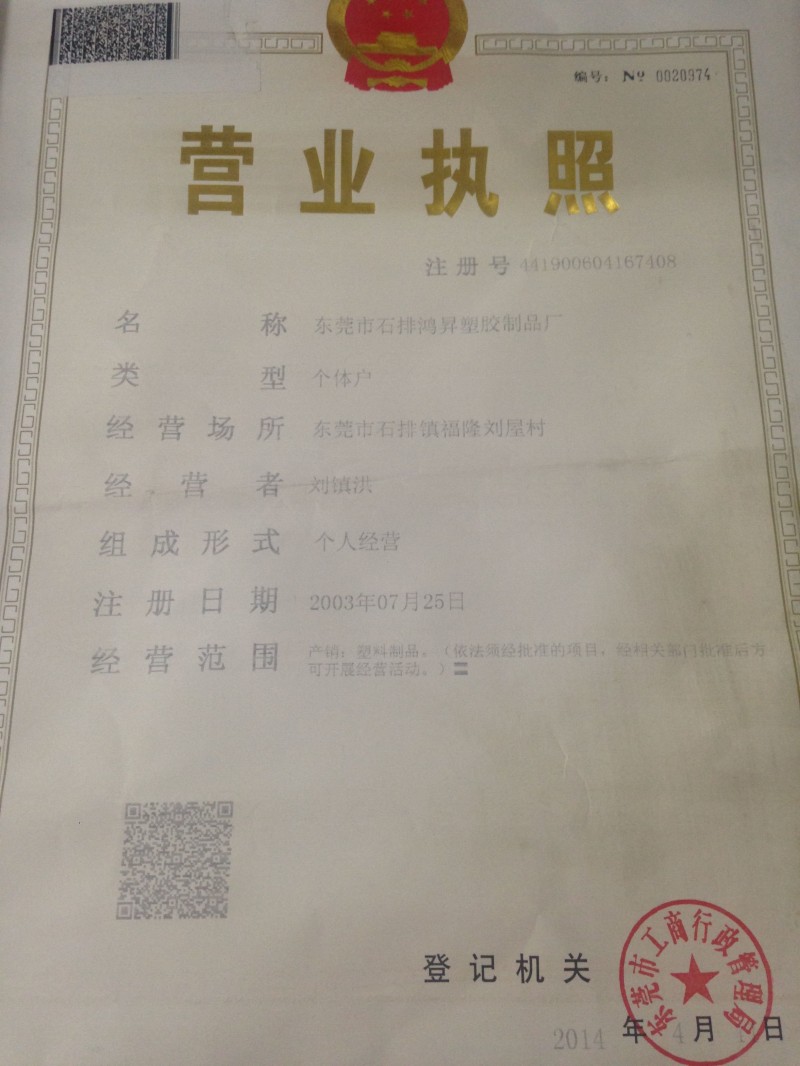 编号： № 0020974
营业执照
注册号 441900604167408
名称 东莞市石排鸿昇塑胶制品厂
类型 个体户
经营场所 东莞市石排镇福隆刘屋村
经营者 刘镇洪
组成形式 个人经营
注册日期 2003年07月25日
经营范围 产销：塑料制品。（依法须经批准的项目，经相关部门批准后方
可开展经营活动。）〓
登记机关
东莞市工商行政管理局
2014 年 4 月 日